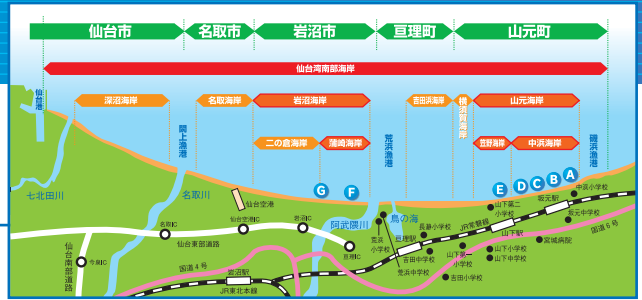 仙台市
名取市
岩沼市
亘理町
山元町
仙台湾南部海岸
仙台港
深沼海岸
閖上漁港
名取海岸
岩沼海岸
二の倉海岸
蒲崎海岸
荒浜漁港
吉田浜海岸
横須賀海岸
山元海岸
笠野海岸
中浜海岸
磯浜漁港
G
F
E
D
C
B
A
七北田川
名取川
仙台空港
阿武隈川
鳥の海
山下第二
小学校
坂元駅
中浜小学校
坂元中学校
名取IC
仙台空港IC
岩沼IC
亘理IC
仙台東部道路
仙台南部道路
今泉IC
国道4号
岩沼駅
JR東北本線
荒浜
小学校
荒浜中学校
亘理駅
長瀞小学校
吉田中学校
JR常磐線
山下第一
小学校
吉田小学校
山下駅
山下小学校
山下中学校
宮城病院
国道6号